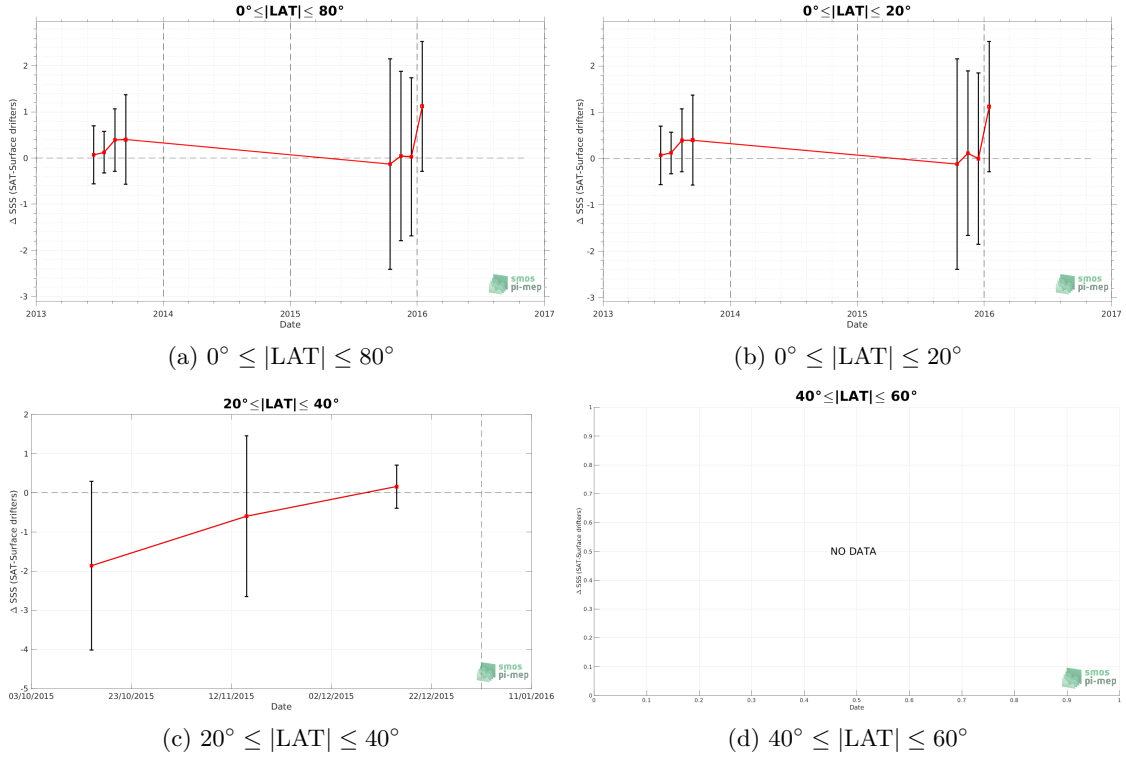 0°≤|LAT|≤ 80°
Δ SSS (SAT-Surface drifters)
2
1
0
-1
-2
-3
2013 2014 2015 2016 2017
Date
smos
pi-mep
(a) 0° ≤ |LAT| ≤ 80°
0°≤|LAT|≤ 20°
Δ SSS (SAT-Surface drifters)
2
1
0
-1
-2
-3
2013 2014 2015 2016 2017
Date
smos
pi-mep
(b) 0° ≤ |LAT| ≤ 20°
20°≤|LAT|≤ 40°
Δ SSS (SAT-Surface drifters)
2
1
0
-1
-2
-3
-4
-5
03/10/2015 23/10/2015 12/11/2015 02/12/2015 22/12/2015 11/01/2016
Date
smos
pi-mep
(c) 20° ≤ |LAT| ≤ 40°
40°≤|LAT|≤ 60°
Δ SSS (SAT-Surface drifters)
1
0.9
0.8
0.7
0.6
0.5
0.4
0.3
0.2
0.1
0
NO DATA
0 0.1 0.2 0.3 0.4 0.5 0.6 0.7 0.8 0.9 1
Date
smos
pi-mep
(d) 40° ≤ |LAT| ≤ 60°